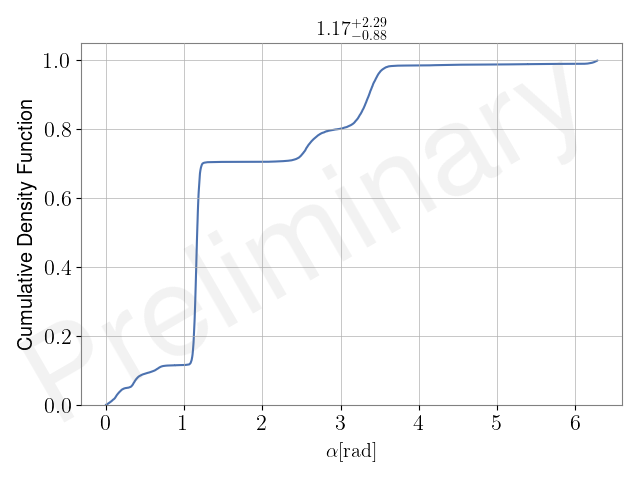 1.17^{+2.29}_{-0.88}
Cumulative Density Function
1.0
0.8
0.6
0.4
0.2
0.0
0 1 2 3 4 5 6
α[rad]
Preliminary